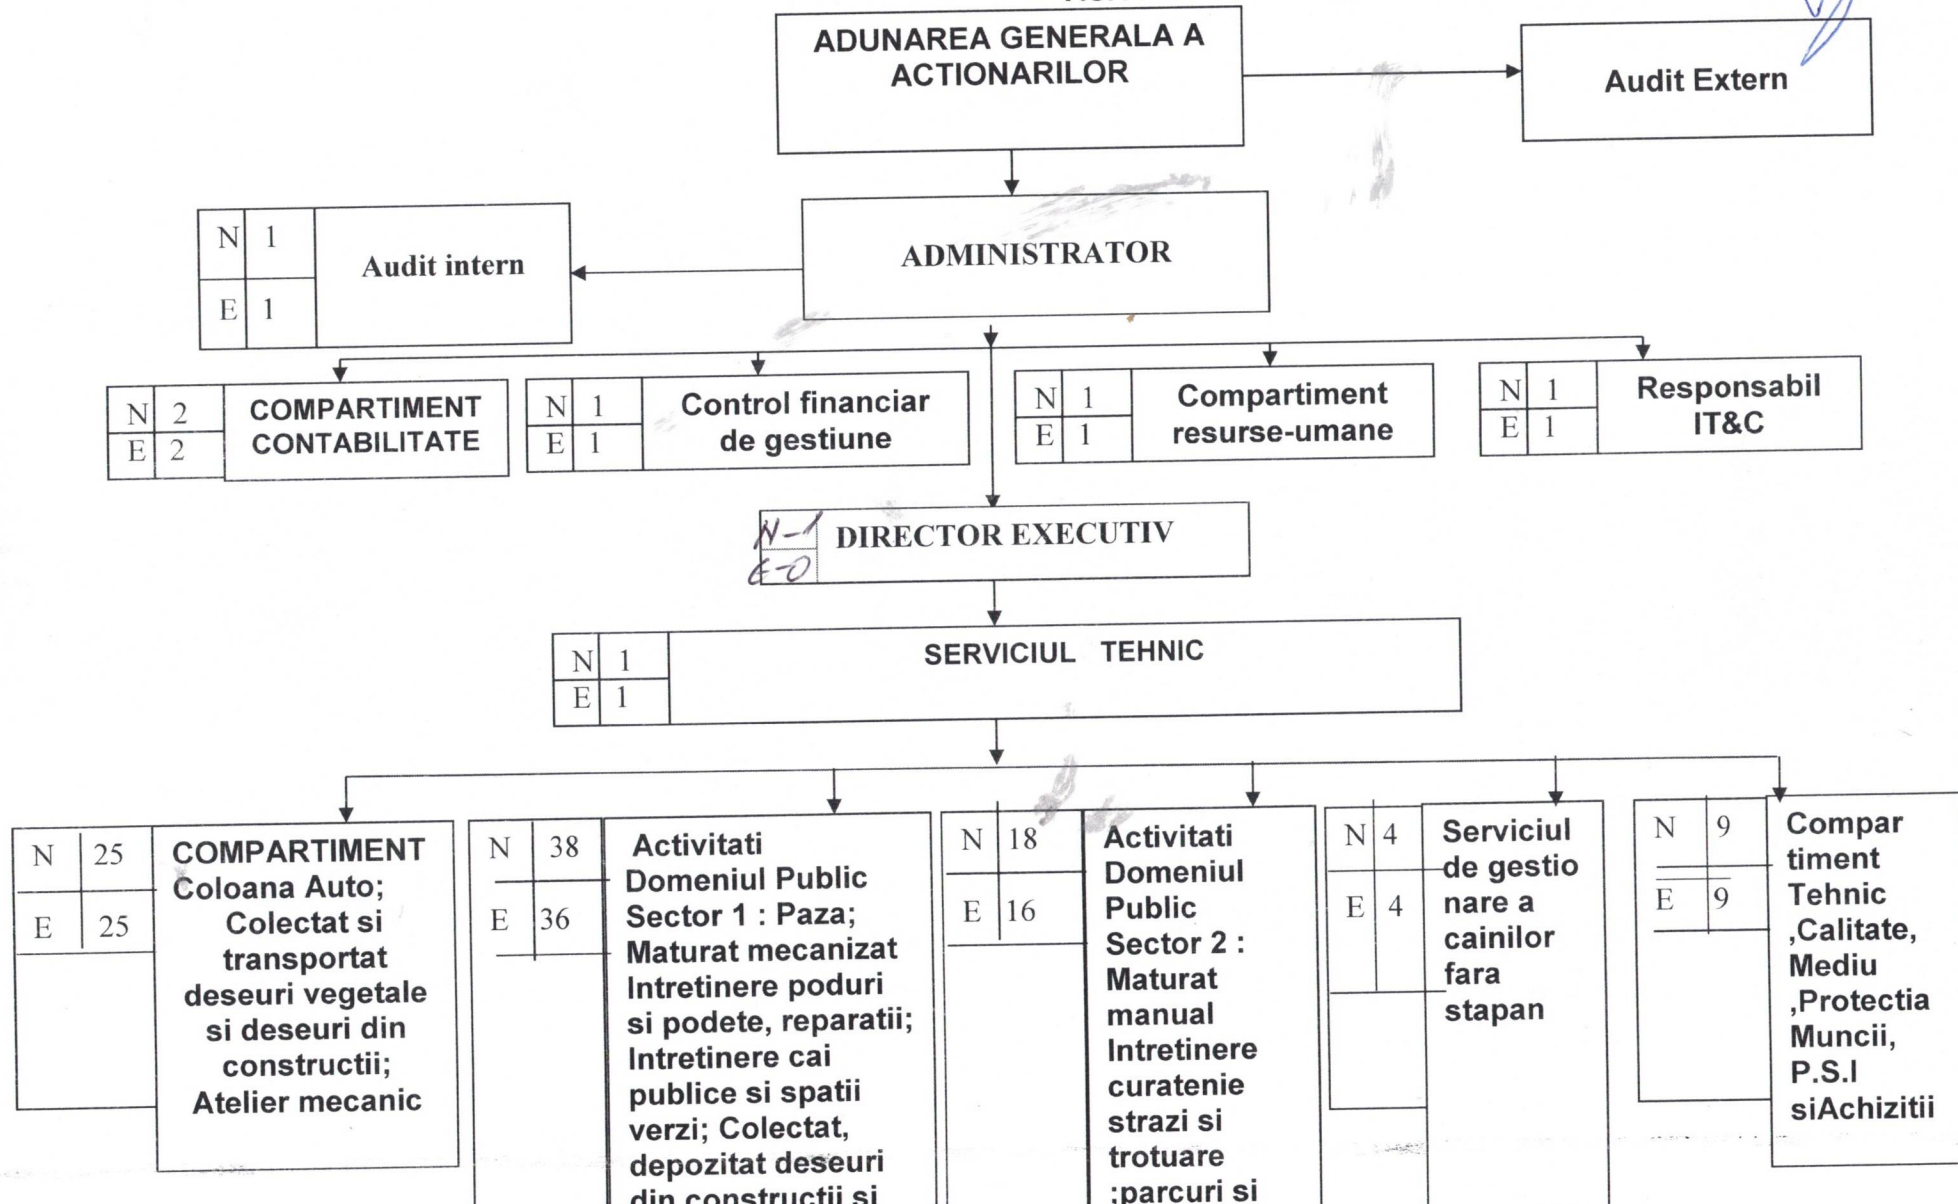 ADUNAREA GENERALA A
ACTIONARILOR
Audit Extern
N 1
E 1
Audit intern
ADMINISTRATOR
N 2
E 2
COMPARTIMENT
CONTABILITATE
N 1
E 1
Control financiar
de gestiune
N 1
E 1
Compartiment
resurse-umane
N 1
E 1
Responsabil
IT&C
N-1
E-0
DIRECTOR EXECUTIV
N 1
E 1
SERVICIUL TEHNIC
N 25
E 25
COMPARTIMENT
Coloana Auto;
Colectat si
transportat
deseuri vegetale
si deseuri din
constructii;
Atelier mecanic
N 38
E 36
Activitati
Domeniul Public
Sector 1 : Paza;
Maturat mecanizat
Intretinere poduri
si podete, reparatii;
Intretinere cai
publice si spatii
verzi; Colectat,
depozitat deseuri
din constructii si
N 18
E 16
Activitati
Domeniul
Public
Sector 2 :
Maturat
manual
Intretinere
curatenie
strazi si
trotuare
;parcuri si
N 4
E 4
Serviciul
de gestio
nare a
cainilor
fara
stapan
N 9
E 9
Compar
timent
Tehnic
,Calitate,
Mediu
,Protectia
Muncii,
P.S.I
siAchizitii